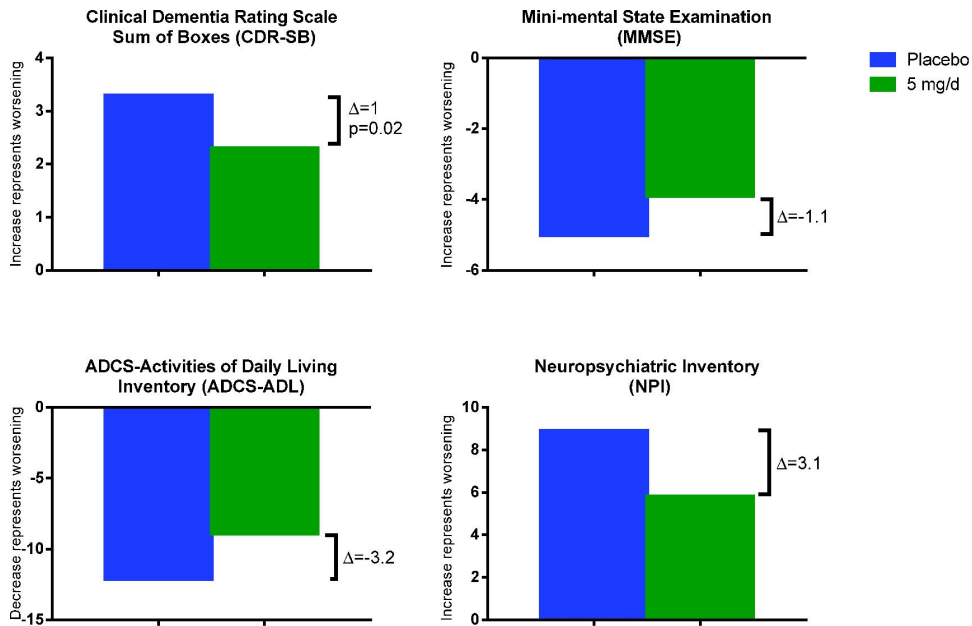 Clinical Dementia Rating Scale
Sum of Boxes (CDR-SB)
Increase represents worsening
4
3
2
1
0
Δ=1
p=0.02
Mini-mental State Examination
(MMSE)
Increase represents worsening
-0
-2
-4
-6
Δ=-1.1
Placebo
5 mg/d
ADCS-Activities of Daily Living
Inventory (ADCS-ADL)
Decrease represents worsening
0
-5
-10
-15
Δ=-3.2
Neuropsychiatric Inventory
(NPI)
Increase represents worsening
10
8
6
4
2
0
Δ=3.1